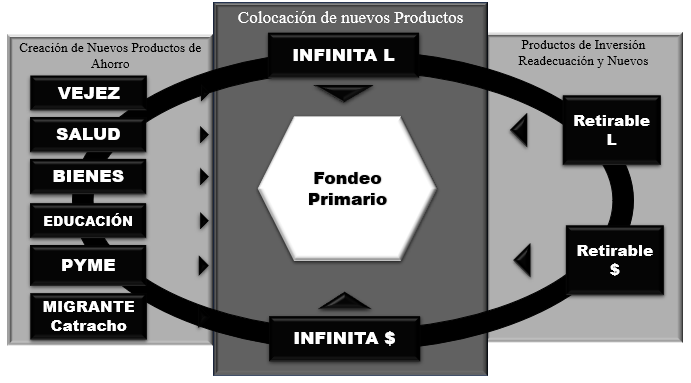 Colocación de nuevos Productos
Creación de Nuevos Productos de
Ahorro
VEJEZ
SALUD
BIENES
EDUCACIÓN
PYME
MIGRANTE
Catracho
INFINITA L
Fondeo
Primario
INFINITA $
Productos de Inversión
Readecuación y Nuevos
Retirable
L
Retirable
$